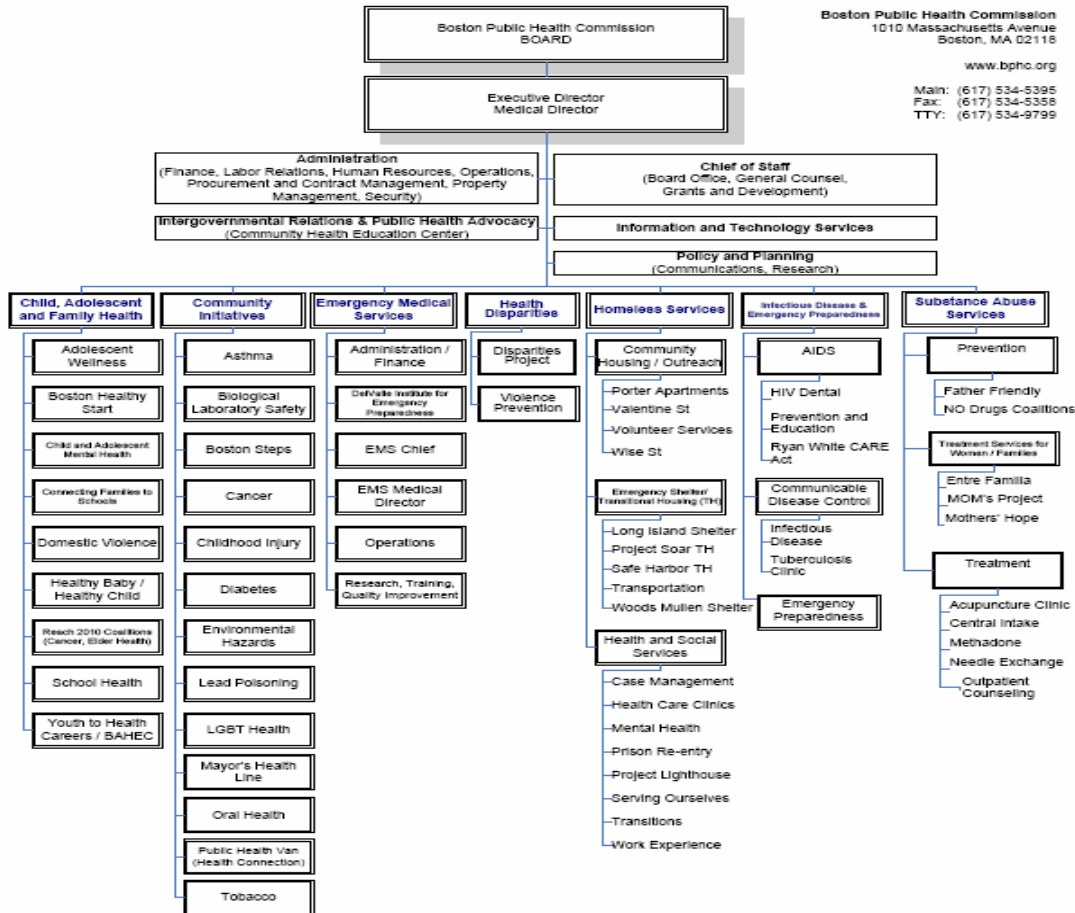 Boston Public Health Commission
BOARD
Boston Public Health Commission
1010 Massachusetts Avenue
Boston, MA 02118
www.bphc.org
Main: (617) 534-5395
Fax: (617) 534-5358
TTY: (617) 534-9799
Executive Director
Medical Director
Administration
(Finance, Labor Relations, Human Resources, Operations,
Procurement and Contract Management, Property
Management, Security)
Chief of Staff
(Board Office, General Counsel,
Grants and Development)
Intergovernmental Relations & Public Health Advocacy
(Community Health Education Center)
Information and Technology Services
Policy and Planning
(Communications, Research)
Child, Adolescent
and Family Health
Adolescent
Wellness
Boston Healthy
Start
Child and Adolescent
Mental Health
Connecting Families to
Schools
Domestic Violence
Healthy Baby /
Healthy Child
Reach 2010 Coalitions
(Cancer, Elder Health)
School Health
Youth to Health
Careers / BAHEC
Community
Initiatives
Asthma
Biological
Laboratory Safety
Boston Steps
Cancer
Childhood Injury
Diabetes
Environmental
Hazards
Lead Poisoning
LGBT Health
Mayor's Health
Line
Oral Health
Public Health Van
(Health Connection)
Tobacco
Emergency Medical
Services
Administration /
Finance
DelValle Institute for
Emergency
Preparedness
EMS Chief
EMS Medical
Director
Operations
Research, Training,
Quality Improvement
Health
Disparities
Disparities
Project
Violence
Prevention
Homeless Services
Community
Housing / Outreach
Porter Apartments
Valentine St
Volunteer Services
Wise St
Emergency Shelter/
Transitional Housing (TH)
Long Island Shelter
Project Soar TH
Safe Harbor TH
Transportation
Woods Mullen Shelter
Health and Social
Services
Case Management
Health Care Clinics
Mental Health
Prison Re-entry
Project Lighthouse
Serving Ourselves
Transitions
Work Experience
Infectious Disease &
Emergency Preparedness
AIDS
HIV Dental
Prevention and
Education
Ryan White CARE
Act
Communicable
Disease Control
Infectious
Disease
Tuberculosis
Clinic
Emergency
Preparedness
Substance Abuse
Services
Prevention
Father Friendly
NO Drugs Coalitions
Treatment Services for
Women / Families
Entre Familia
MOM's Project
Mothers' Hope
Treatment
Acupuncture Clinic
Central Intake
Methadone
Needle Exchange
Outpatient
Counseling